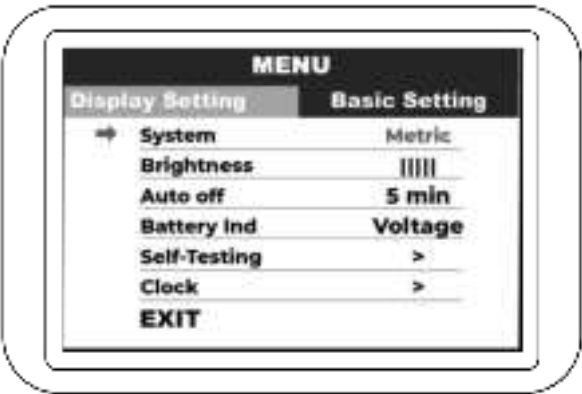 MENU
Display Setting Basic Setting
System Metric
Brightness |||||
Auto off 5 min
Battery Ind Voltage
Self-Testing >
Clock >
EXIT